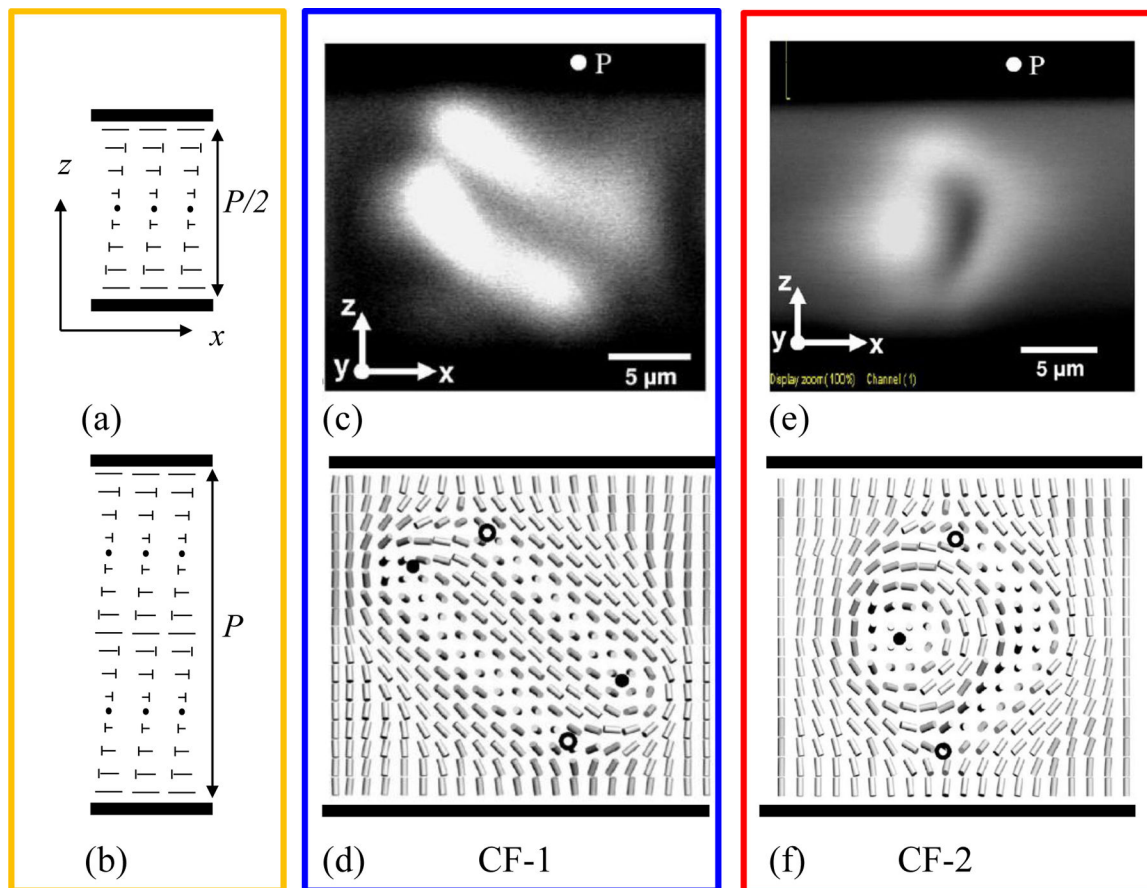 z
P/2
x
(a)
P
(b)
P
z
y
x
5 µm
(c)
(d)
CF-1
P
z
y
x
5 µm
Display zoom(100%) Channel (1)
(e)
(f)
CF-2